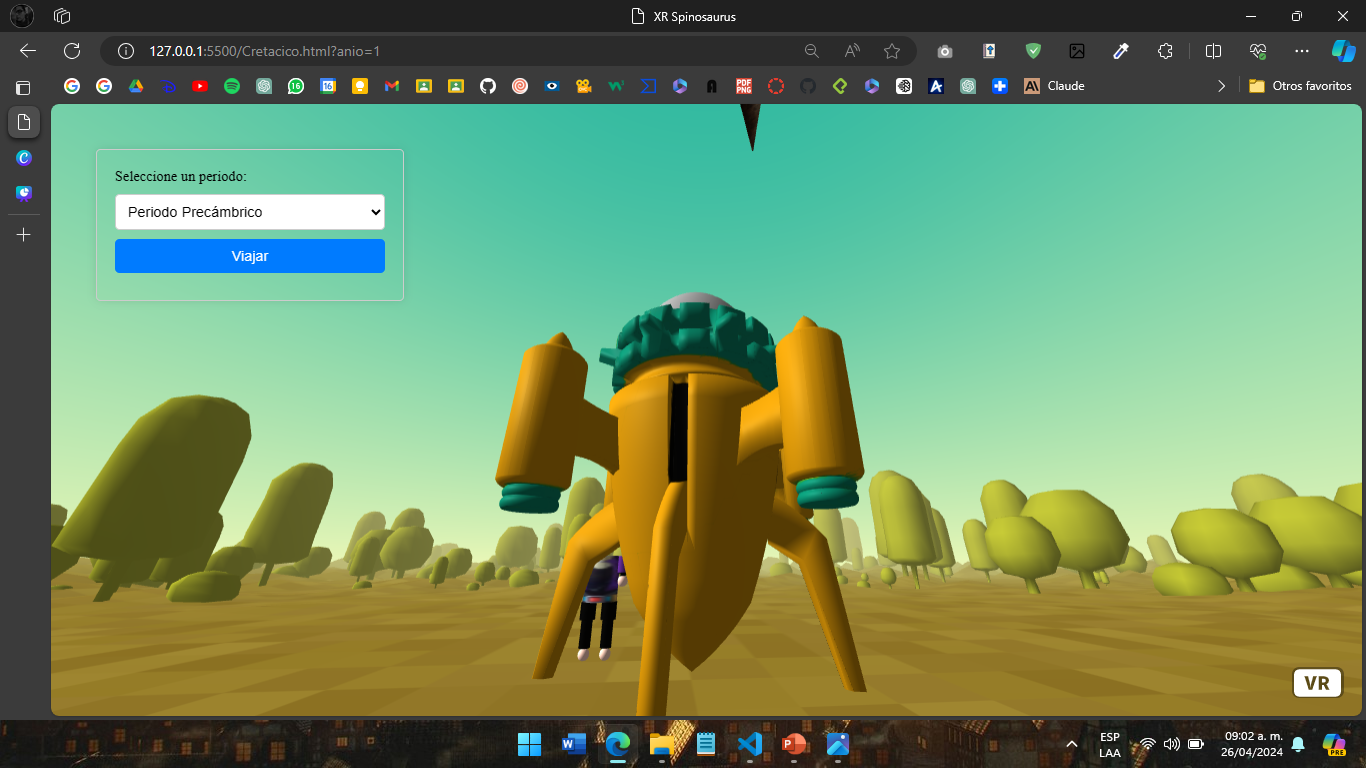 XR Spinosaurus
127.0.0.1:5500/Cretacico.html?anio=1
Claude
Otros favoritos
Seleccione un periodo:
Periodo Precámbrico
Viajar
VR
ESP
LAA
09:02 a. m.
26/04/2024